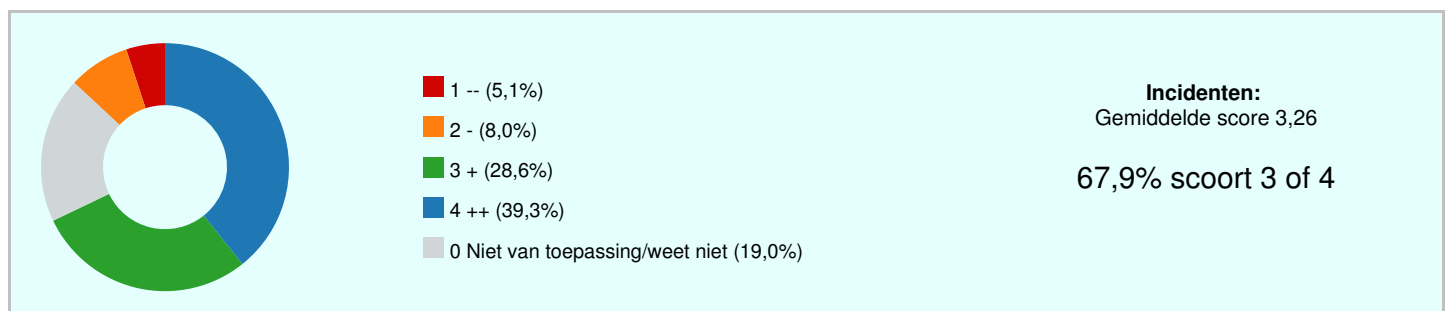 1 -- (5,1%)
2 - (8,0%)
3 + (28,6%)
4 ++ (39,3%)
0 Niet van toepassing/weet niet (19,0%)
Incidenten:
Gemiddelde score 3,26
67,9% scoort 3 of 4